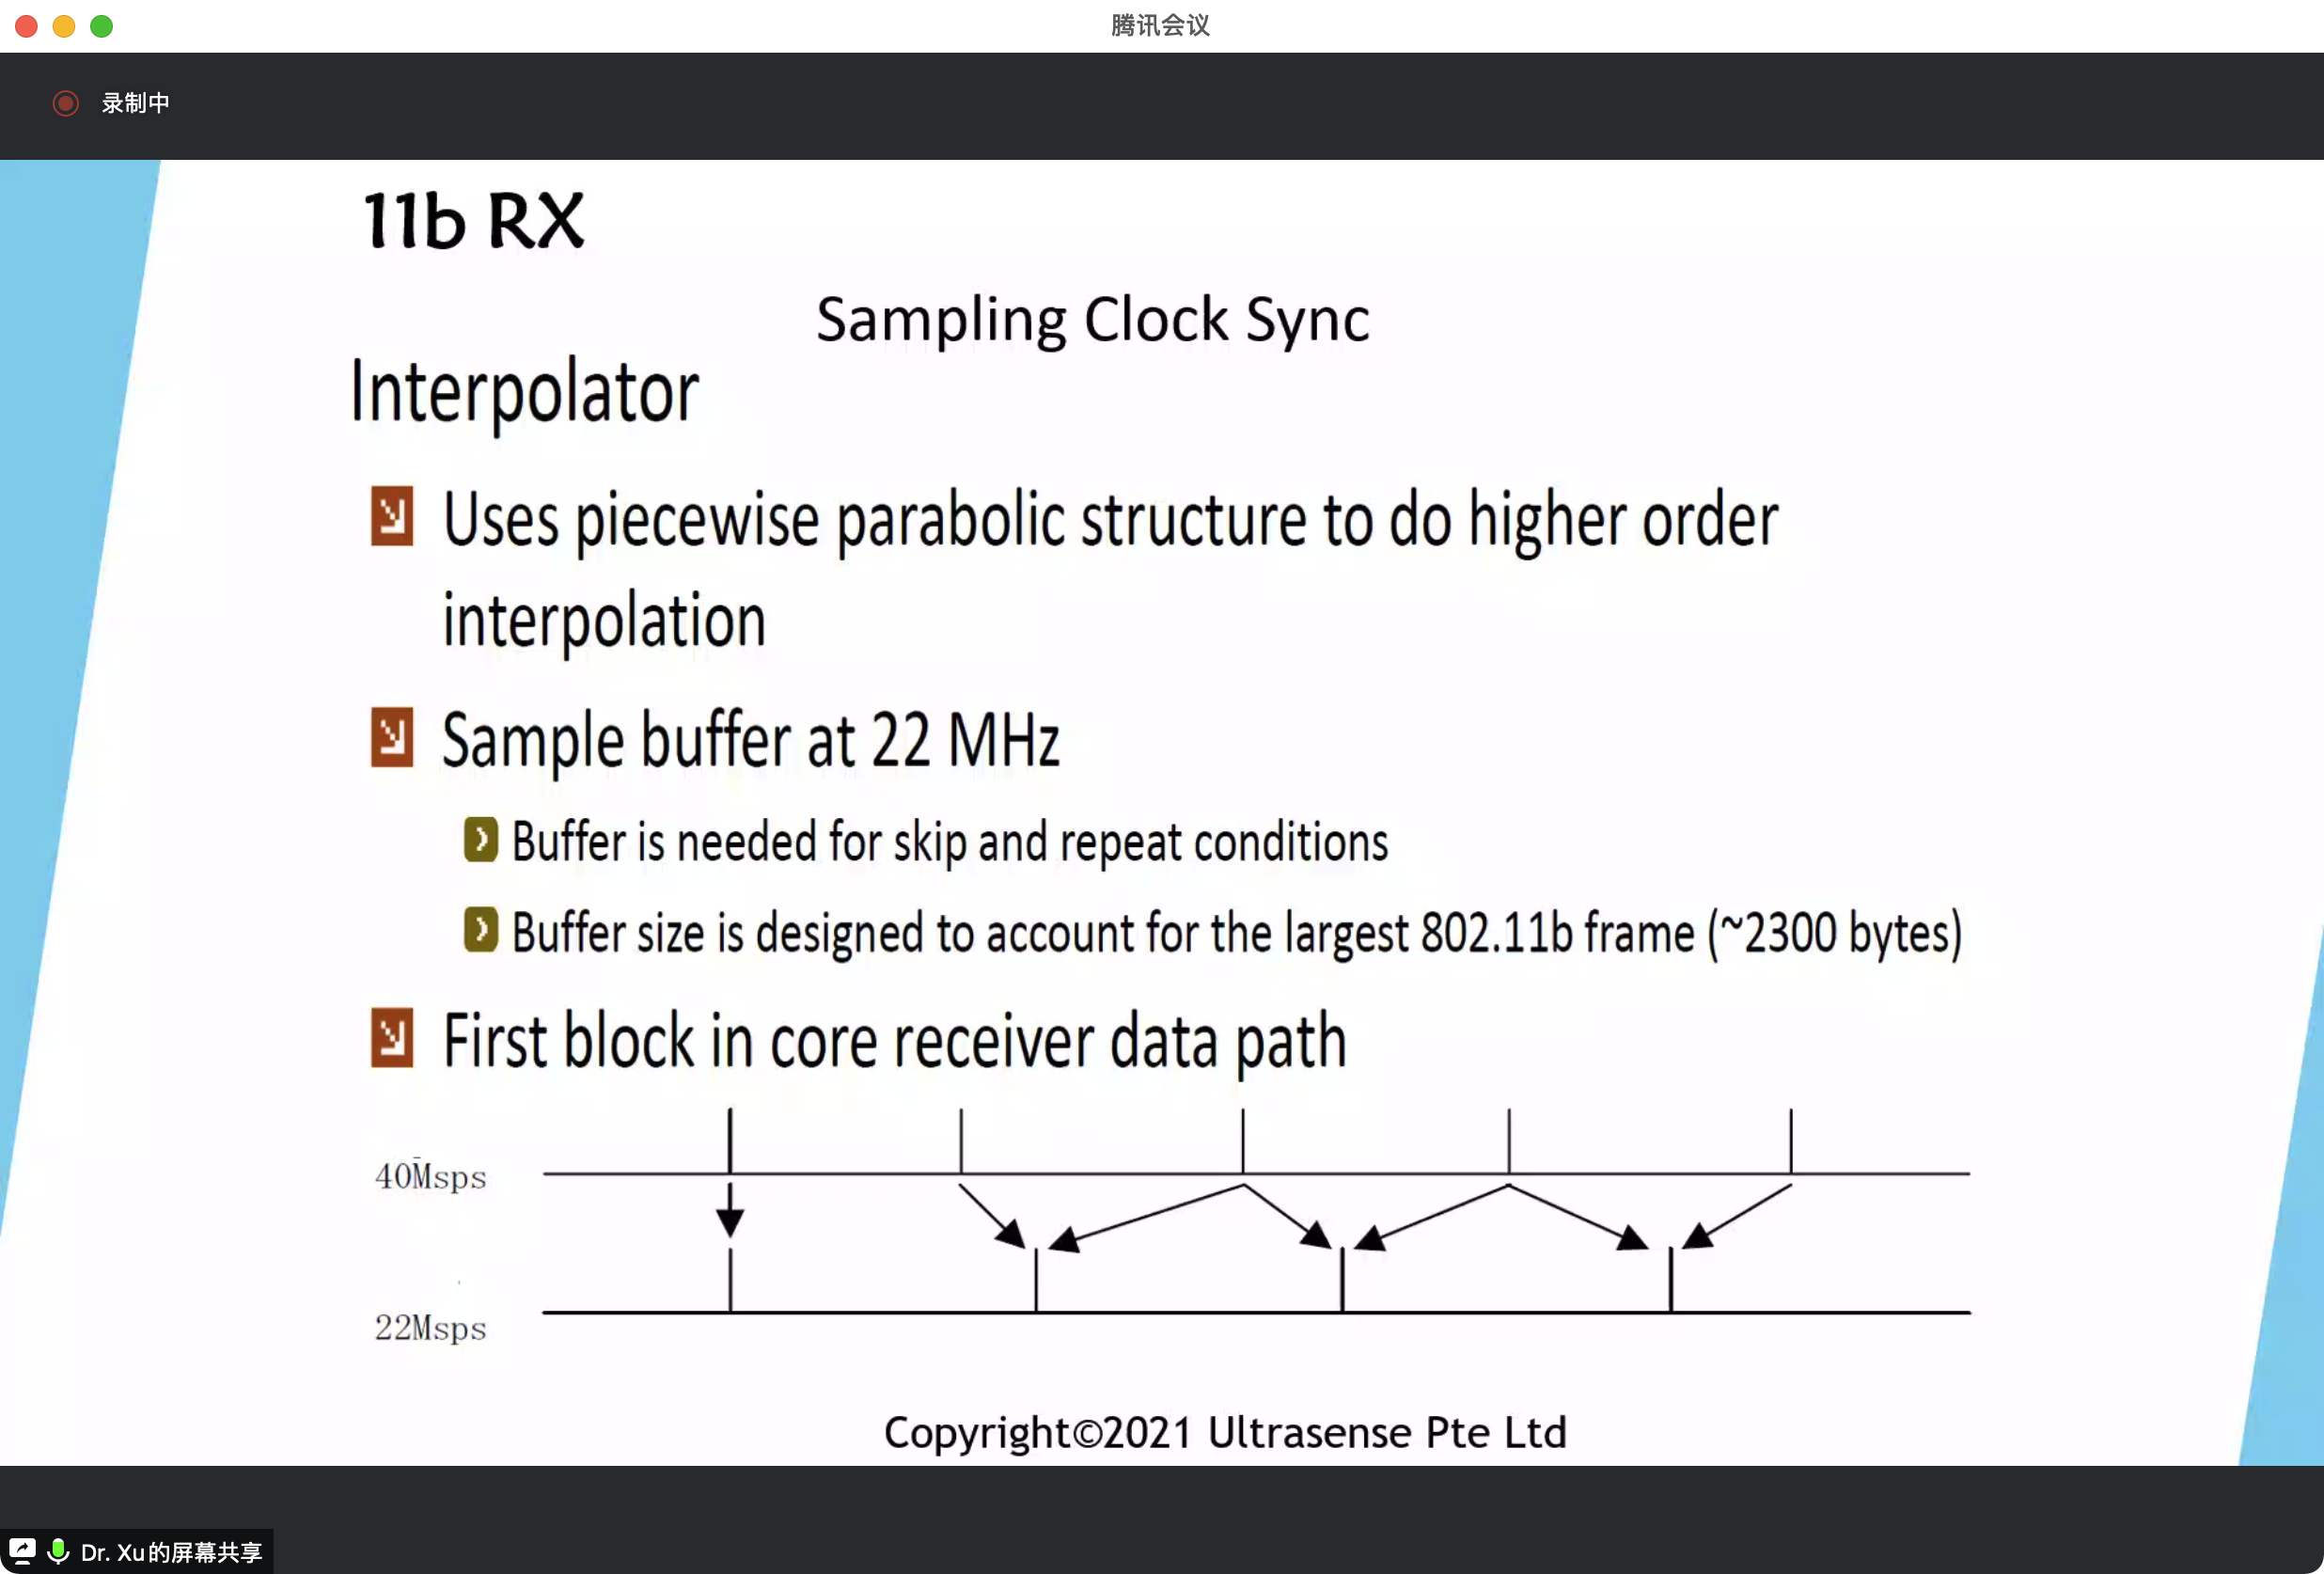 腾讯会议
录制中
11b RX
Sampling Clock Sync
Interpolator
Uses piecewise parabolic structure to do higher order
interpolation
Sample buffer at 22 MHz
Buffer is needed for skip and repeat conditions
Buffer size is designed to account for the largest 802.11b frame (~2300 bytes)
First block in core receiver data path
40Msps
22Msps
Copyright©2021 Ultrasense Pte Ltd
Dr. Xu的屏幕共享